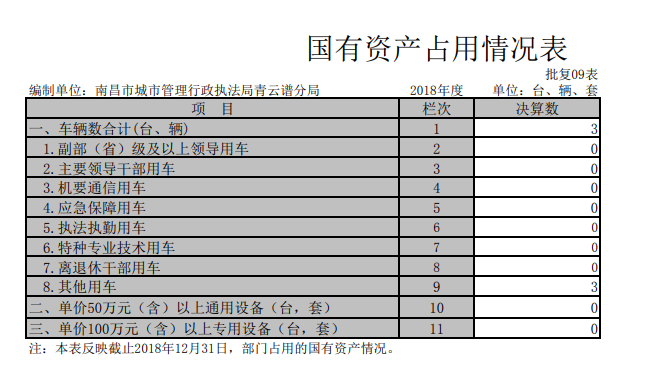 国有资产占用情况表
批复09表
编制单位：南昌市城市管理行政执法局青云谱分局 2018年度 单位：台、辆、套
项 目 栏次 决算数
一、车辆数合计(台、辆) 1 3
1.副部（省）级及以上领导用车 2 0
2.主要领导干部用车 3 0
3.机要通信用车 4 0
4.应急保障用车 5 0
5.执法执勤用车 6 0
6.特种专业技术用车 7 0
7.离退休干部用车 8 0
8.其他用车 9 3
二、单价50万元（含）以上通用设备（台，套） 10 0
三、单价100万元（含）以上专用设备（台，套） 11 0
注：本表反映截止2018年12月31日，部门占用的国有资产情况。